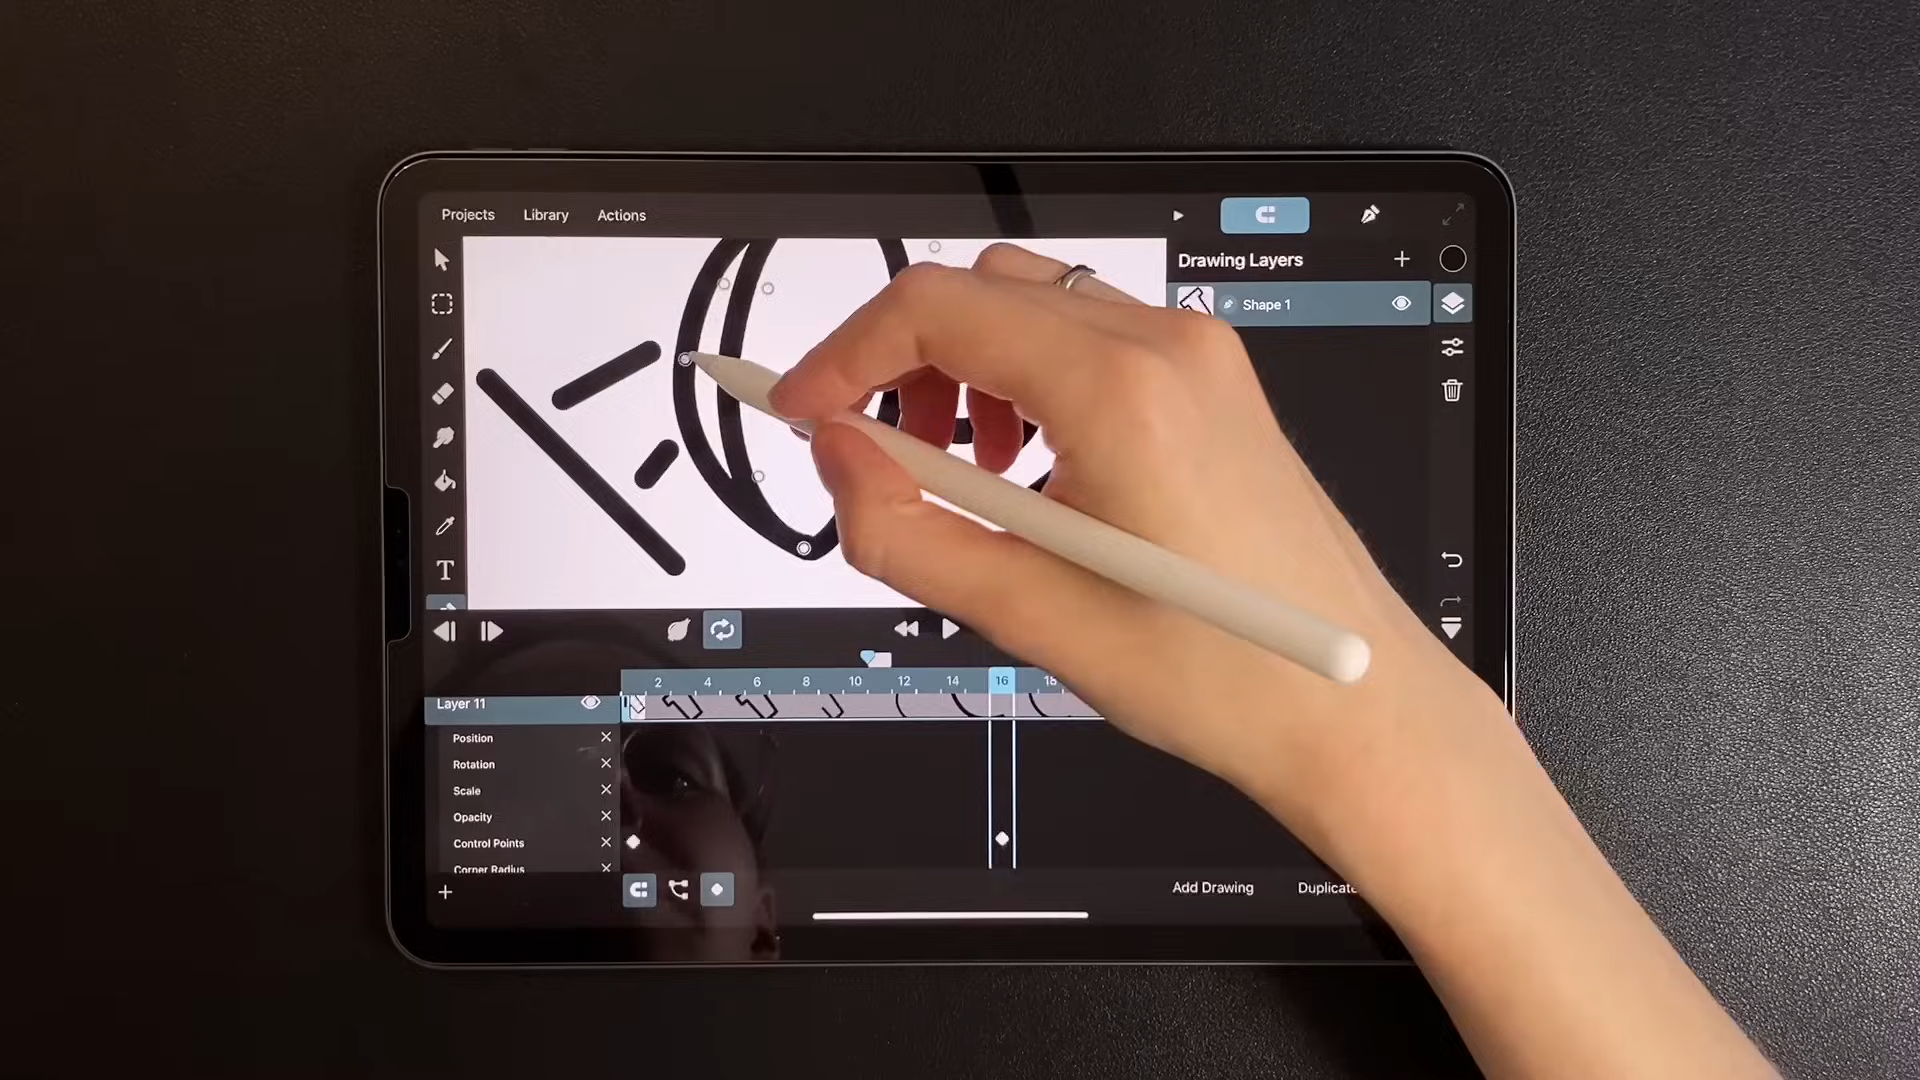 Projects Library Actions
Drawing Layers
Shape 1
T
2 4 6 8 10 12 14 16 18
Layer 11
Position
Rotation
Scale
Opacity
Control Points
Corner Radius
Add Drawing Duplicate